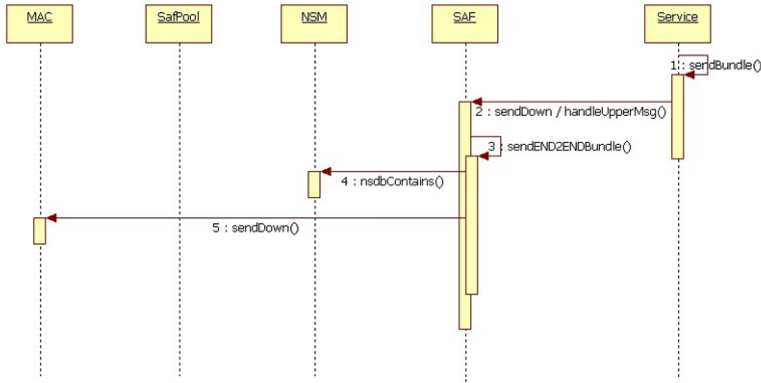 MAC SafPool NSM SAF Service
1 : sendBundle()
2 : sendDown / handleUpperMsg()
3 : sendEND2ENDBundle()
4 : nsdbContains()
5 : sendDown()